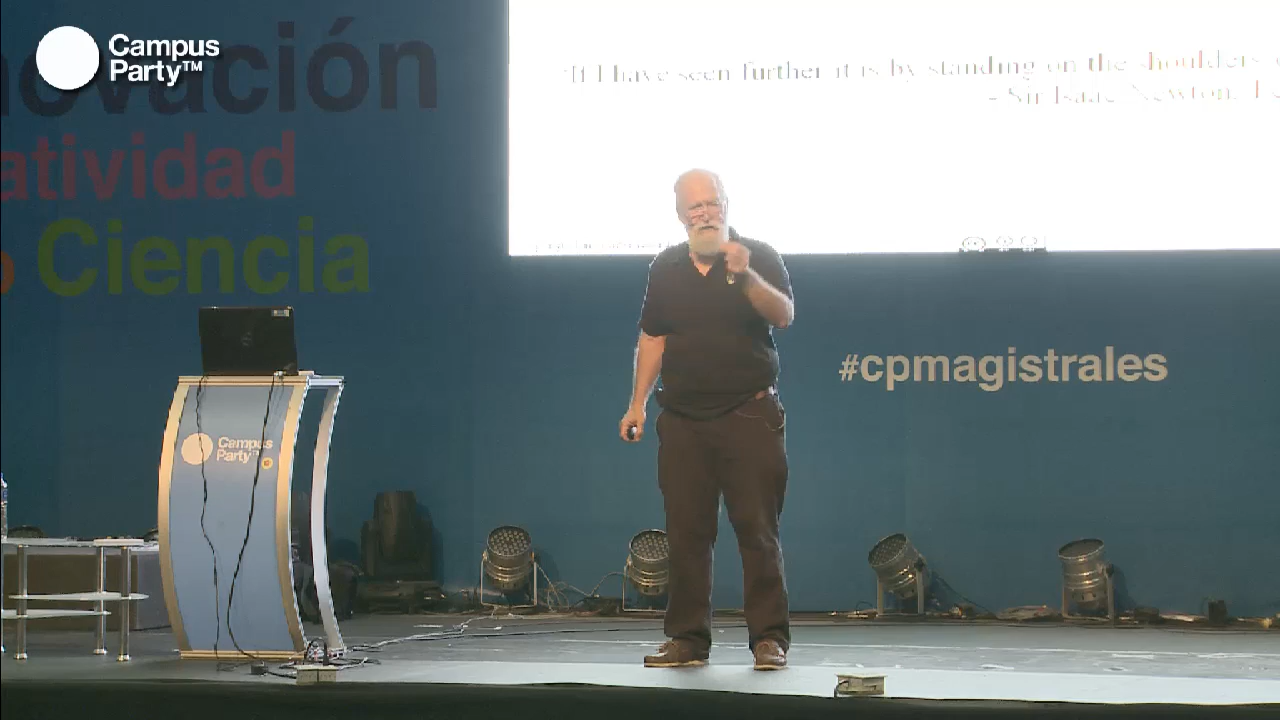 Campus
Party™
novación
atividad
o Ciencia
"If I have seen further it is by standing on the shoulders
- Sir Isaac Newton,
#cpmagistrales
Campus
Party™